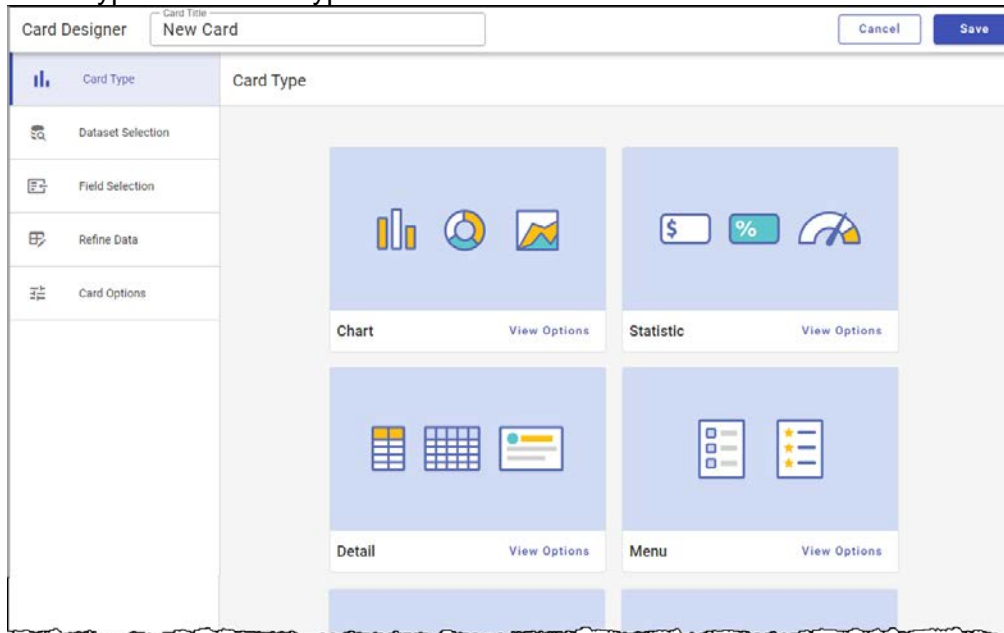 Card Title
Card Designer New Card Cancel Save
Card Type
Card Type
Dataset Selection
Field Selection
Refine Data
Card Options
$ %
Chart View Options Statistic View Options
Detail View Options Menu View Options